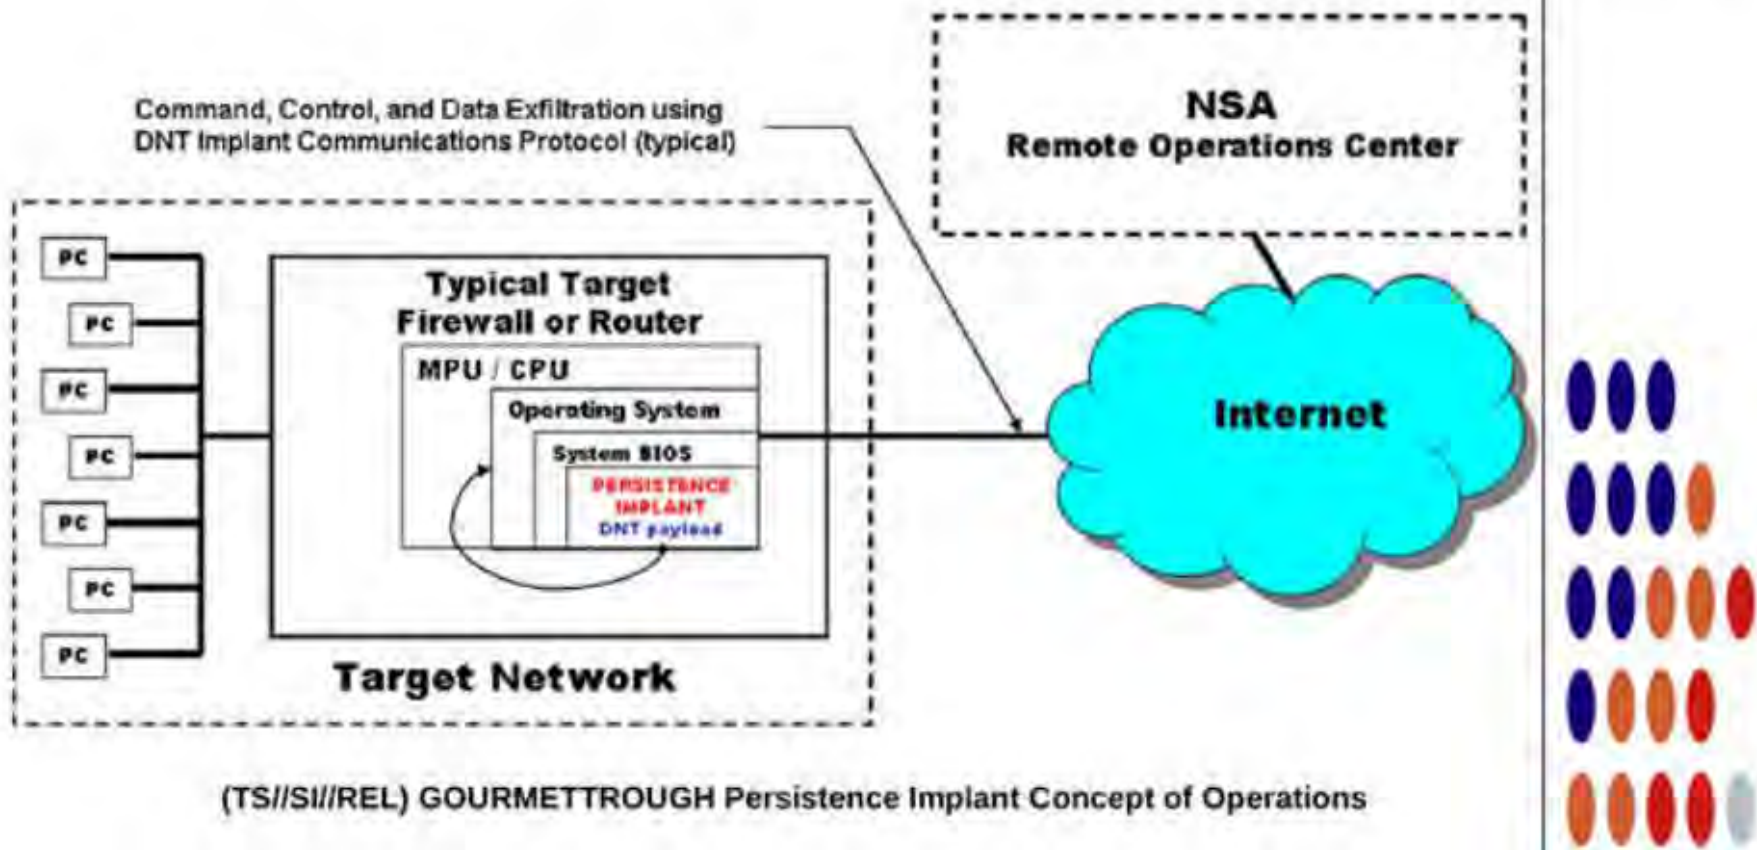 Command, Control, and Data Exfiltration using
DNT Implant Communications Protocol (typical)
NSA
Remote Operations Center
PC
PC
PC
PC
PC
PC
PC
Typical Target
Firewall or Router
MPU / CPU
Operating System
System BIOS
PERSISTENCE
IMPLANT
DNT payload
Internet
Target Network
(TS//SI//REL) GOURMETTROUGH Persistence Implant Concept of Operations